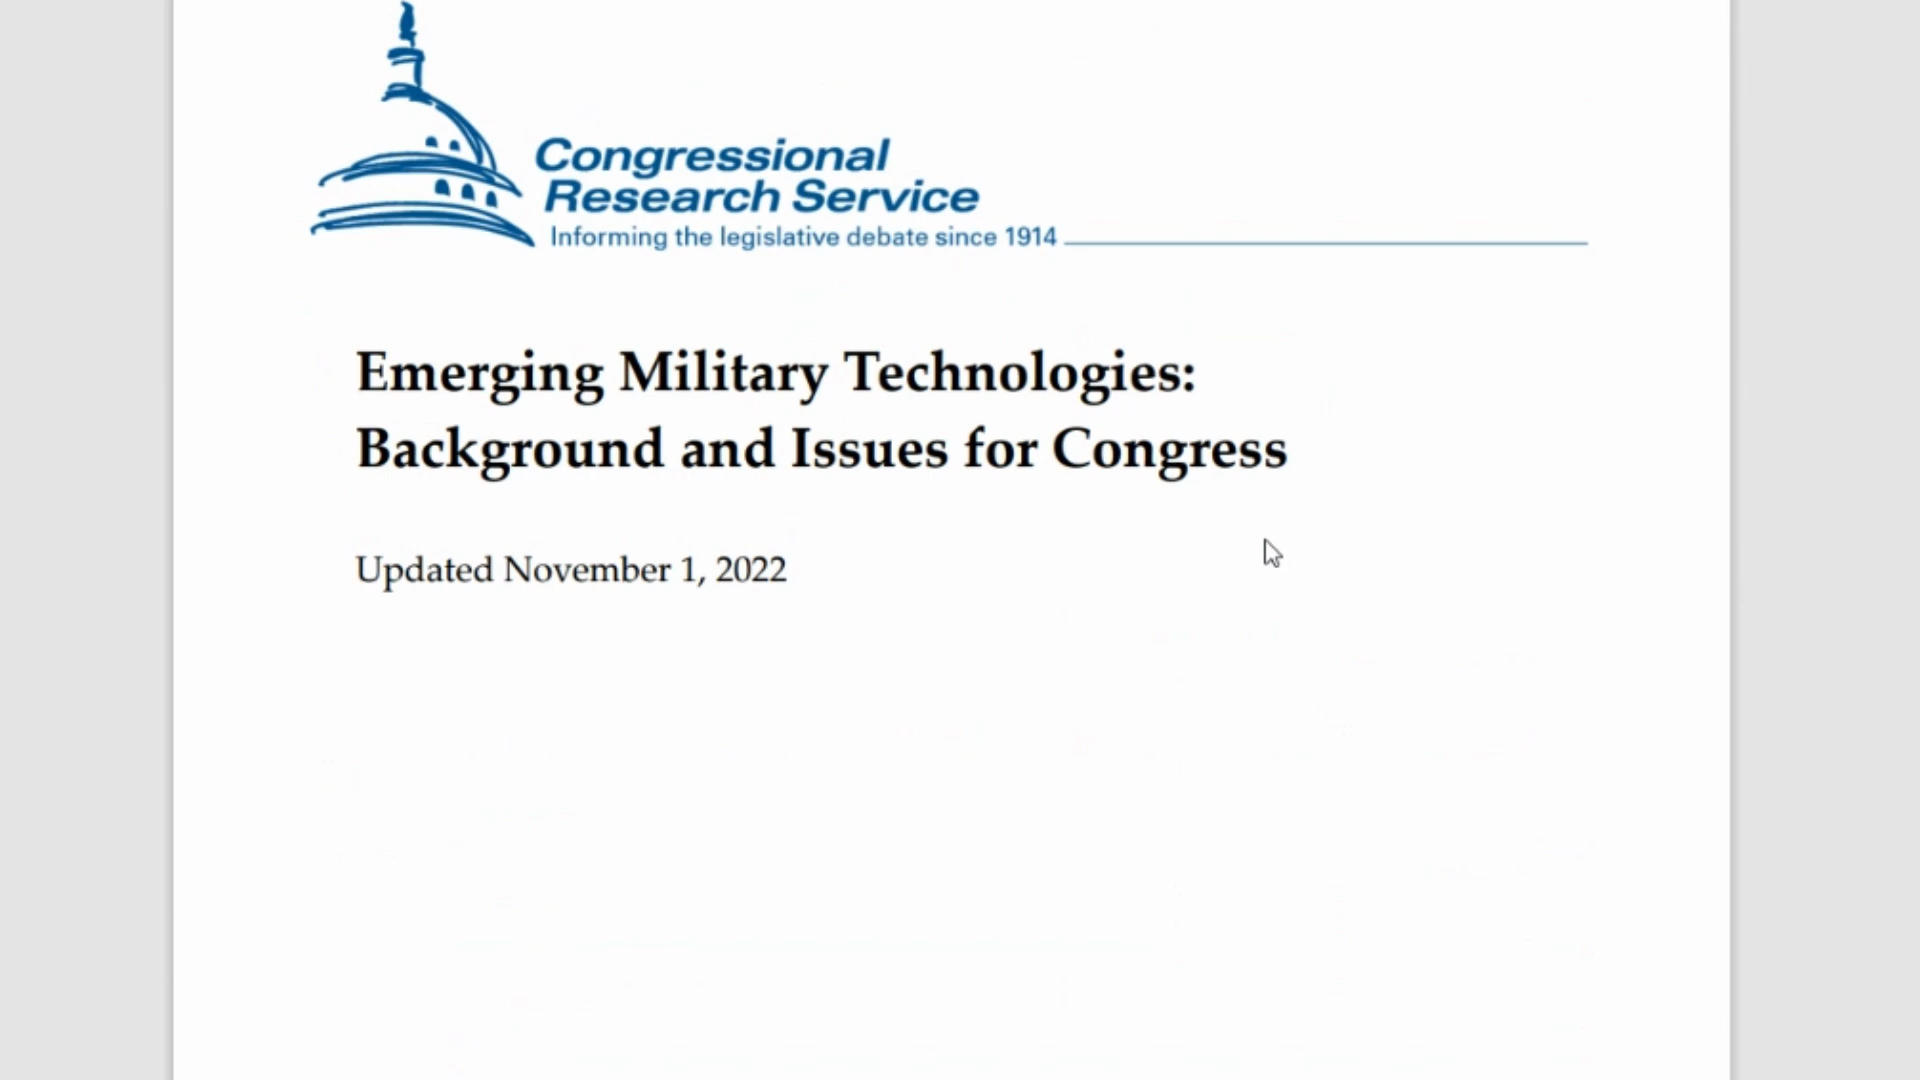 Congressional
Research Service
Informing the legislative debate since 1914
Emerging Military Technologies:
Background and Issues for Congress
Updated November 1, 2022